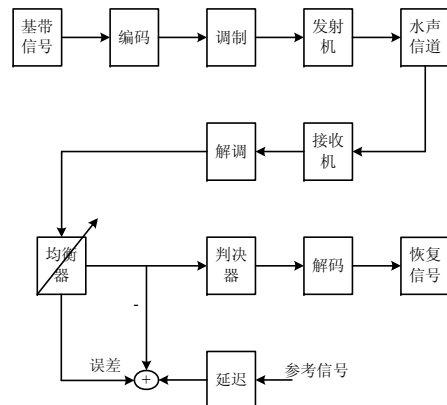 基带
信号
编码
调制
发射
机
水声
信道
解调
接收
机
均衡
器
判决
器
解码
恢复
信号
-
误差
+
延迟
参考信号